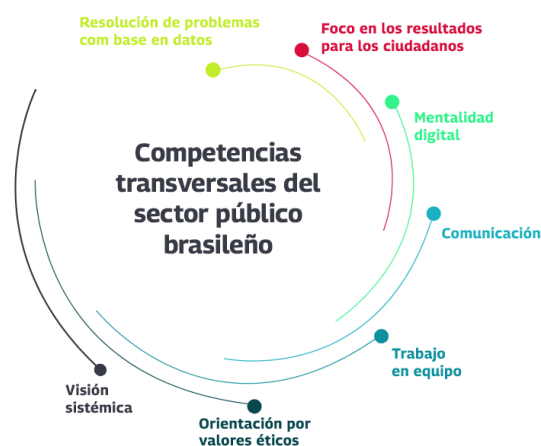 Resolución de problemas
com base en datos
Foco en los resultados
para los ciudadanos
Mentalidad
digital
Competencias
transversales del
sector público
brasileño
Comunicación
Trabajo
en equipo
Visión
sistémica
Orientación por
valores éticos